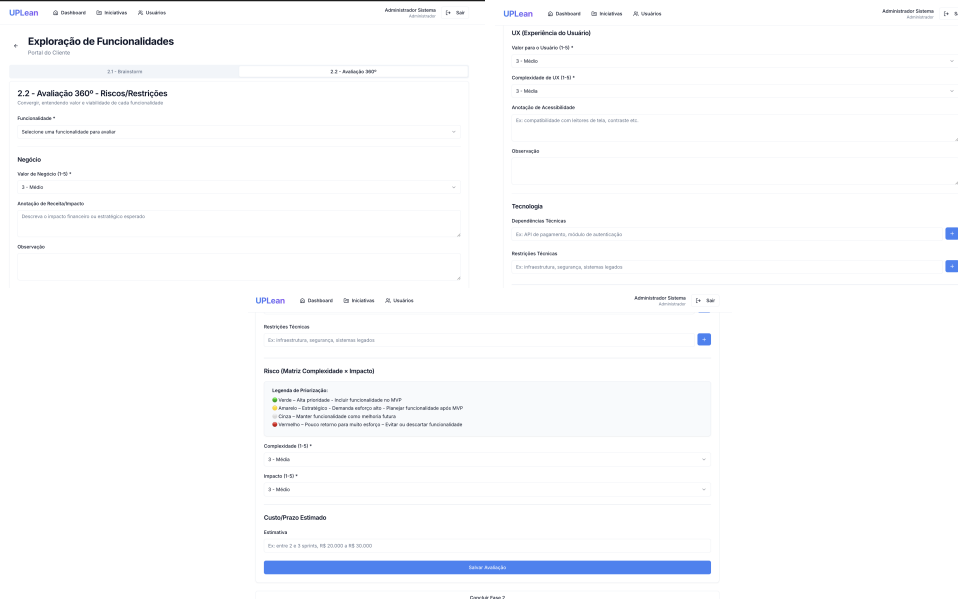 UPLean Dashboard Iniciativas Usuários Administrador Sistema Sair
Administrador
Exploração de Funcionalidades
Portal do Cliente
2.1 - Brainstorm 2.2 - Avaliação 360º
2.2 - Avaliação 360º - Riscos/Restrições
Convergir, entendendo valor e viabilidade de cada funcionalidade
Funcionalidade *
Selecione uma funcionalidade para avaliar
Negócio
Valor de Negócio (1-5) *
3 - Médio
Anotação de Receita/Impacto
Descreva o impacto financeiro ou estratégico esperado
Observação
UPLean Dashboard Iniciativas Usuários Administrador Sistema S
Administrador
UX (Experiência do Usuário)
Valor para o Usuário (1-5) *
3 - Médio
Complexidade de UX (1-5) *
3 - Média
Anotação de Acessibilidade
Ex: compatibilidade com leitores de tela, contraste etc.
Observação
Tecnologia
Dependências Técnicas
Ex: API de pagamento, módulo de autenticação
+
Restrições Técnicas
Ex: infraestrutura, segurança, sistemas legados
+
UPLean Dashboard Iniciativas Usuários Administrador Sistema Sair
Administrador
Restrições Técnicas
Ex: infraestrutura, segurança, sistemas legados
+
Risco (Matriz Complexidade × Impacto)
Legenda de Priorização:
Verde – Alta prioridade - Incluir funcionalidade no MVP
Amarelo – Estratégico - Demanda esforço alto - Planejar funcionalidade após MVP
Cinza – Manter funcionalidade como melhoria futura
Vermelho – Pouco retorno para muito esforço – Evitar ou descartar funcionalidade
Complexidade (1-5) *
3 - Média
Impacto (1-5) *
3 - Médio
Custo/Prazo Estimado
Estimativa
Ex: entre 2 e 3 sprints, R$ 20.000 a R$ 30.000
Salvar Avaliação
Concluir Fase 2